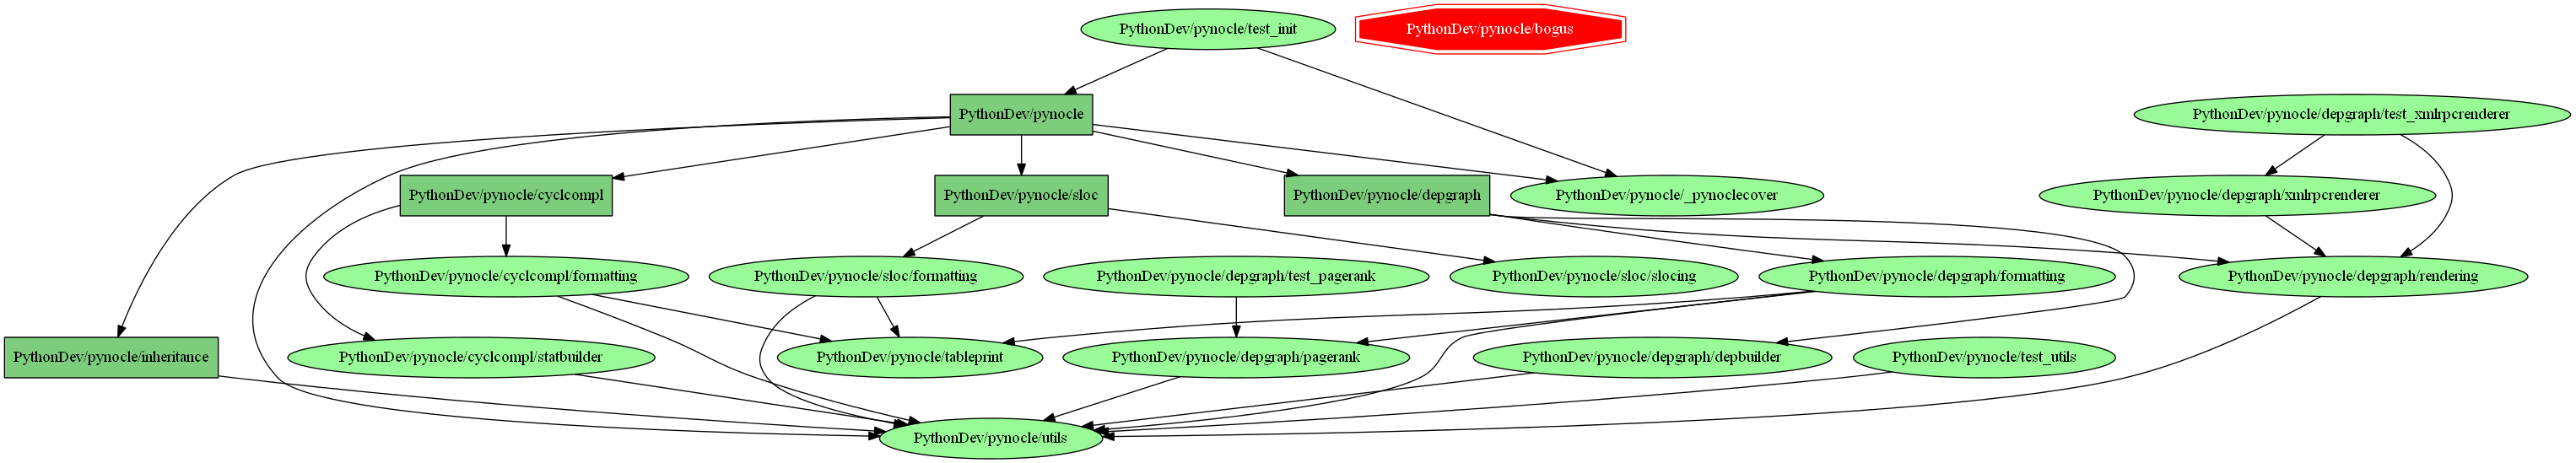 PythonDev/pynocle/test_init
PythonDev/pynocle/bogus
PythonDev/pynocle
PythonDev/pynocle/depgraph/test_xmlrpcrenderer
PythonDev/pynocle/cyclcompl
PythonDev/pynocle/sloc
PythonDev/pynocle/depgraph
PythonDev/pynocle/_pynoclecover
PythonDev/pynocle/depgraph/xmlrpcrenderer
PythonDev/pynocle/cyclcompl/formatting
PythonDev/pynocle/sloc/formatting
PythonDev/pynocle/depgraph/test_pagerank
PythonDev/pynocle/sloc/slocing
PythonDev/pynocle/depgraph/formatting
PythonDev/pynocle/depgraph/rendering
PythonDev/pynocle/inheritance
PythonDev/pynocle/cyclcompl/statbuilder
PythonDev/pynocle/tableprint
PythonDev/pynocle/depgraph/pagerank
PythonDev/pynocle/depgraph/depbuilder
PythonDev/pynocle/test_utils
PythonDev/pynocle/utils